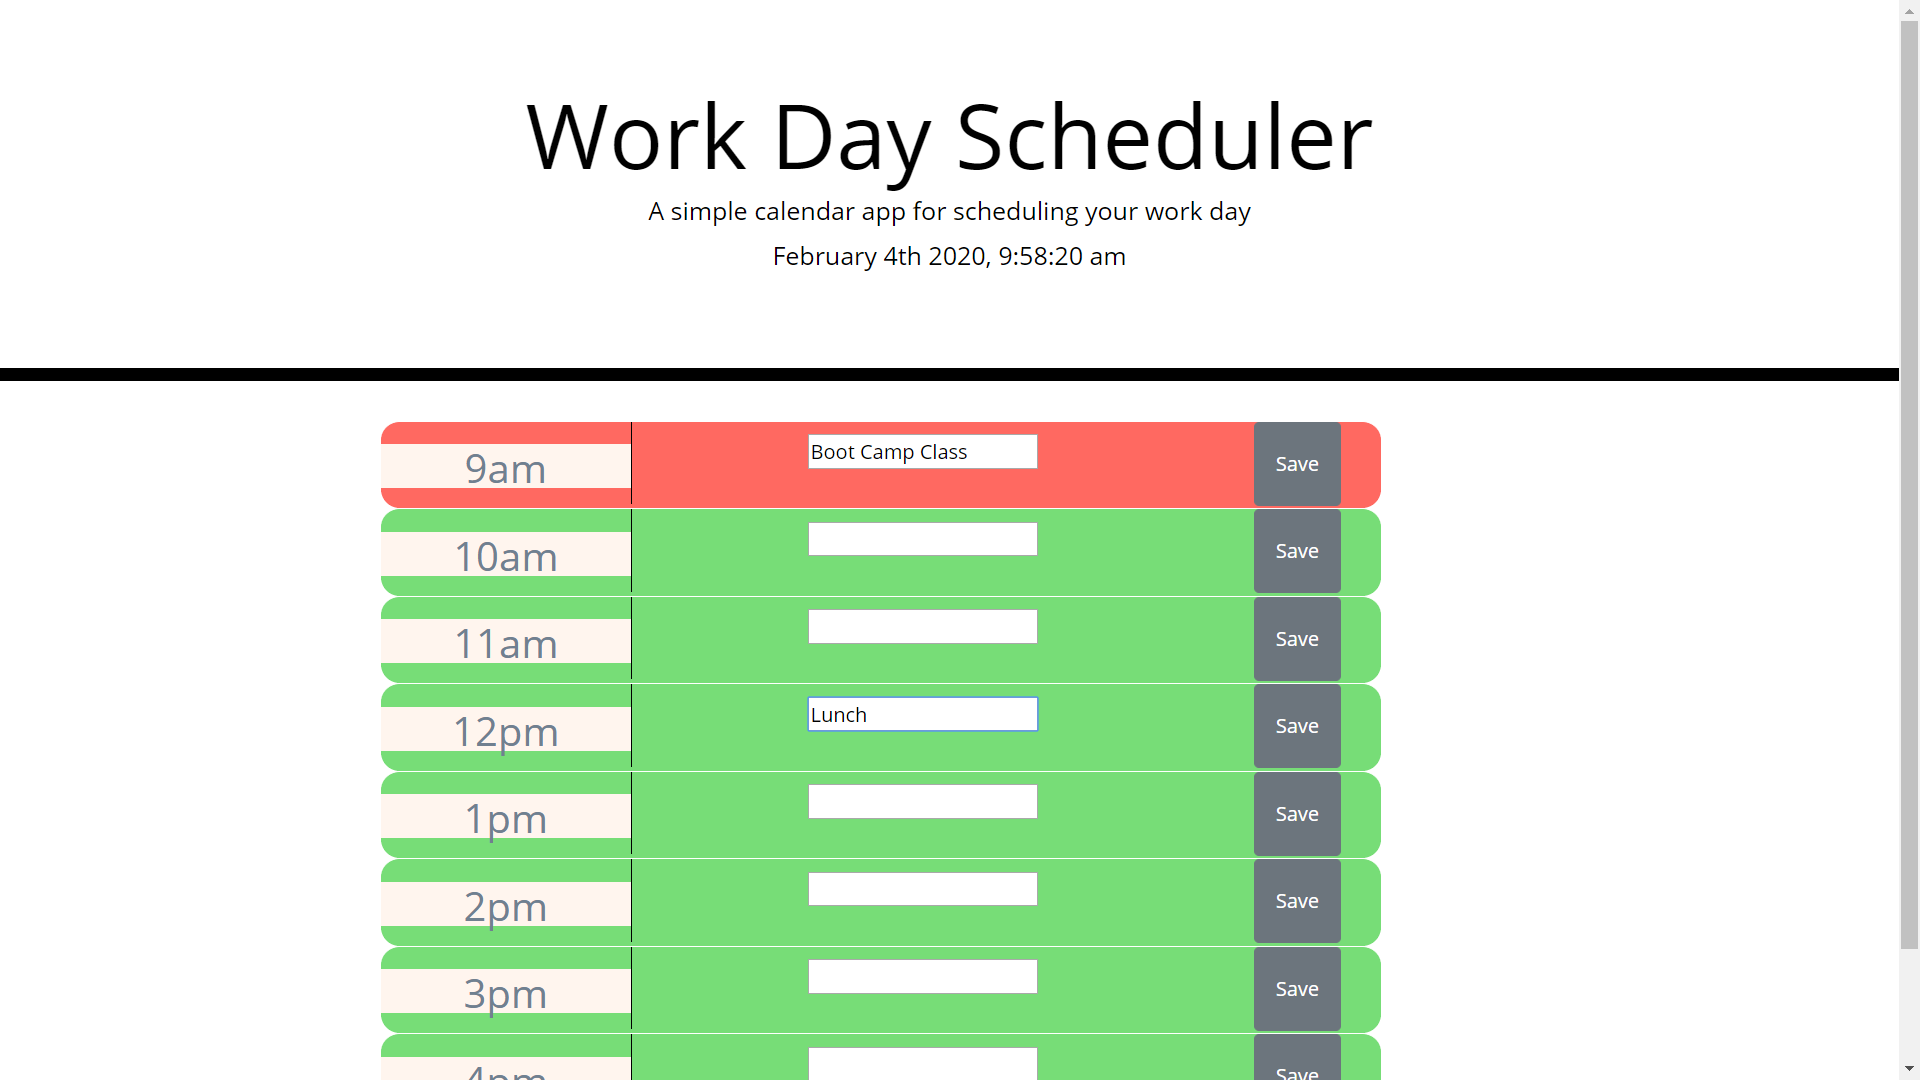 Work Day Scheduler
A simple calendar app for scheduling your work day
February 4th 2020, 9:58:20 am
9am Boot Camp Class Save
10am Save
11am Save
12pm Lunch Save
1pm Save
2pm Save
3pm Save
4pm Save